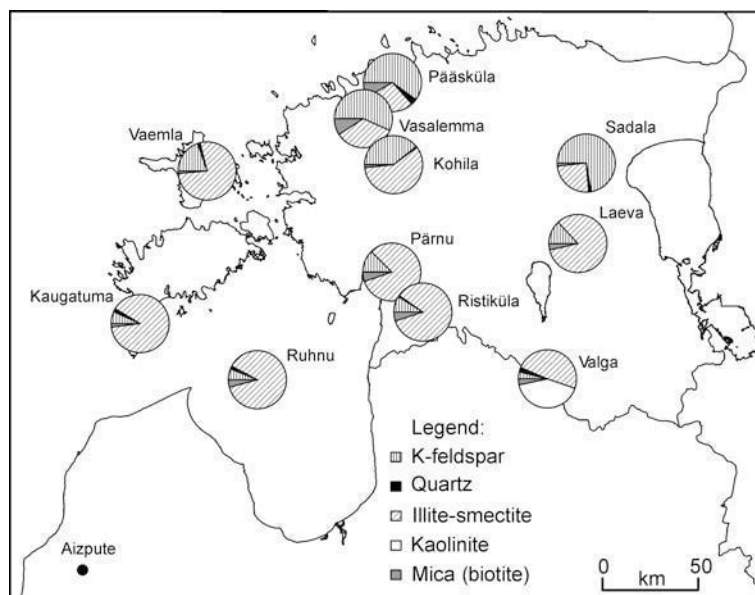 Pääsküla
Vasalemma
Vaemla
Sadala
Kohila
Laeva
Pärnu
Kaugatuma
Ristiküla
Ruhnu
Valga
Legend:
K-feldspar
Quartz
Illite-smectite
Kaolinite
Mica (biotite)
Aizpute
0 50
km